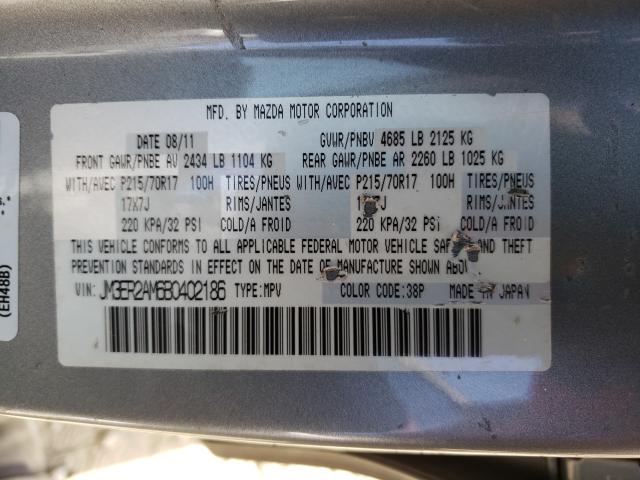 MFD. BY MAZDA MOTOR CORPORATION
DATE 08/11 GVWR/PNBV 4685 LB 2125 KG
FRONT GAWR/PNBE AV 2434 LB 1104 KG REAR GAWR/PNBE AR 2260 LB 1025 KG
WITH/AVEC P215/70R17 100H TIRES/PNEUS WITH/AVEC P215/70R17 100H TIRES/PNEUS
17X7J RIMS/JANTES 17X7J RIMS/JANTES
220 KPA/32 PSI COLD/A FROID 220 KPA/32 PSI COLD/A FROID
THIS VEHICLE CONFORMS TO ALL APPLICABLE FEDERAL MOTOR VEHICLE SAFETY AND THEFT
PREVENTION STANDARDS IN EFFECT ON THE DATE OF MANUFACTURE SHOWN ABOVE
VIN: JM3ER2AM6B0402186 TYPE:MPV COLOR CODE:38P MADE IN JAPAN
(EH48B)